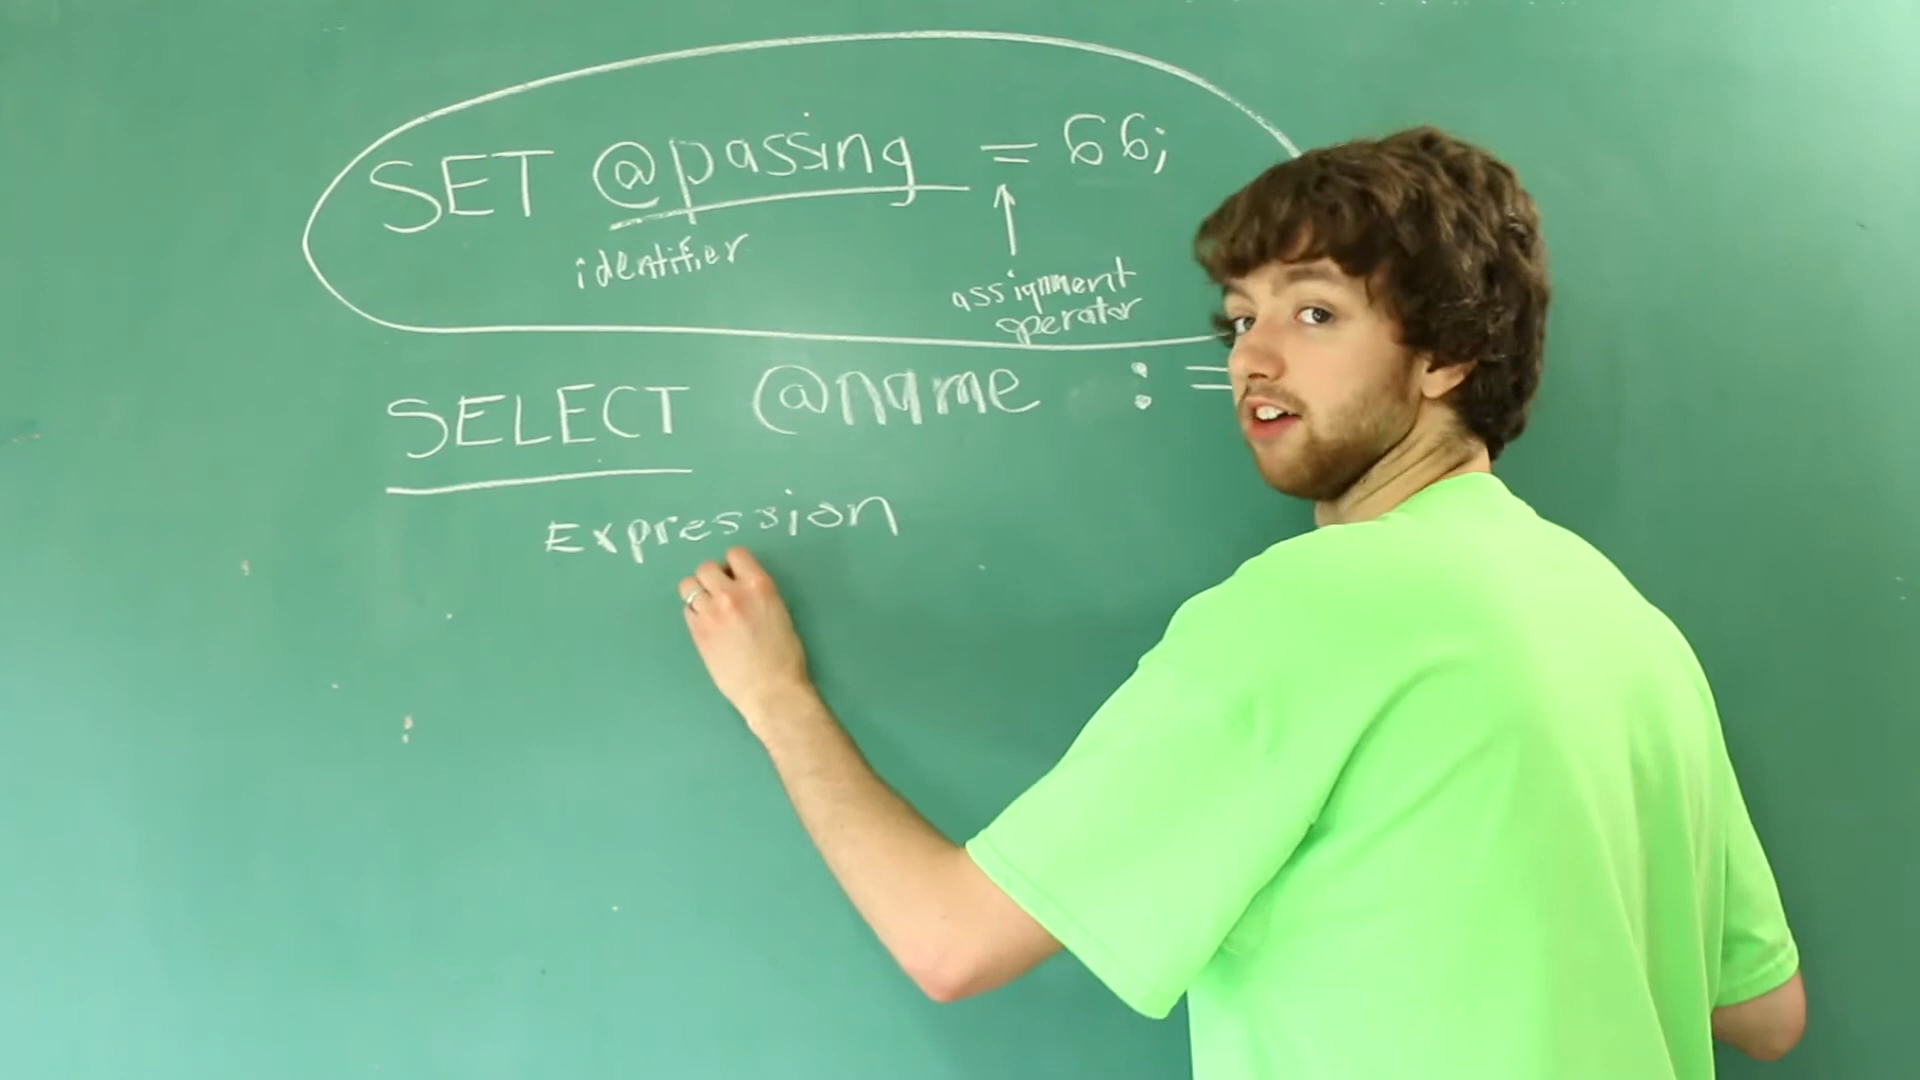 SET @passing = 66;
identifier
assignment
operator
SELECT @name :=
Expression